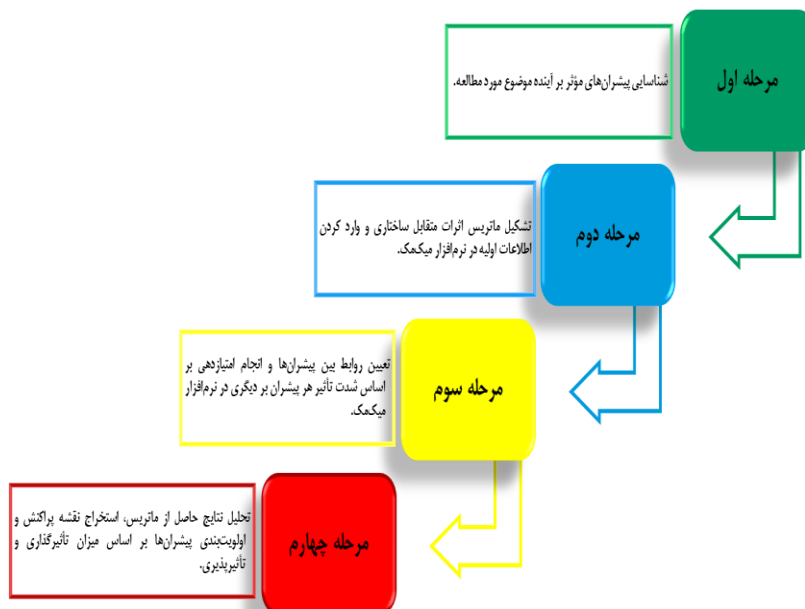 مرحله اول
شناسایی پیشران‌های مؤثر بر آینده موضوع مورد مطالعه.
مرحله دوم
تشکیل ماتریس اثرات متقابل ساختاری و وارد کردن
اطلاعات اولیه در نرم‌افزار میک‌مک.
مرحله سوم
تعیین روابط بین پیشران‌ها و انجام امتیازدهی بر
اساس شدت تأثیر هر پیشران بر دیگری در نرم‌افزار
میک‌مک.
مرحله چهارم
تحلیل نتایج حاصل از ماتریس، استخراج نقشه پراکنش و
اولویت‌بندی پیشران‌ها بر اساس میزان تأثیرگذاری و
تأثیرپذیری.